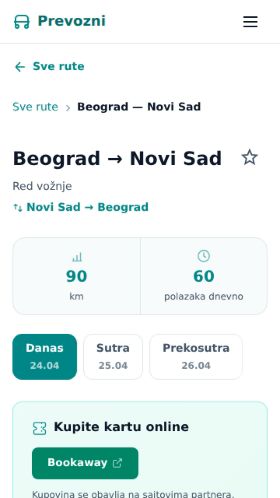 Prevozni
Sve rute
Sve rute > Beograd — Novi Sad
Beograd → Novi Sad
Red vožnje
Novi Sad → Beograd
90
km
60
polazaka dnevno
Danas
24.04
Sutra
25.04
Prekosutra
26.04
Kupite kartu online
Bookaway
Kupovina se obavlja na sajtovima partnera.